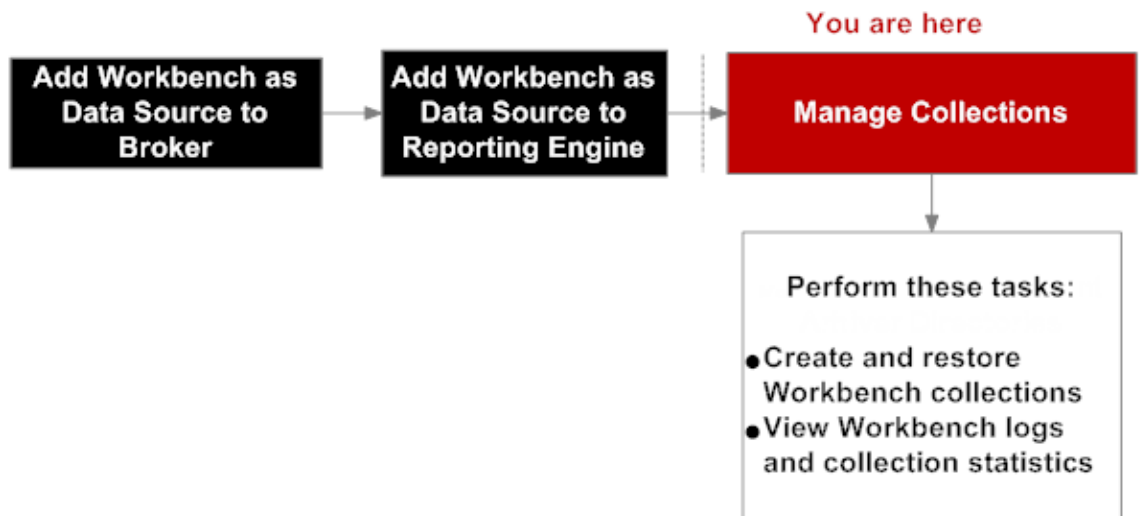 You are here
Add Workbench as
Data Source to
Broker
Add Workbench as
Data Source to
Reporting Engine
Manage Collections
Perform these tasks:
●Create and restore
Workbench collections
●View Workbench logs
and collection statistics